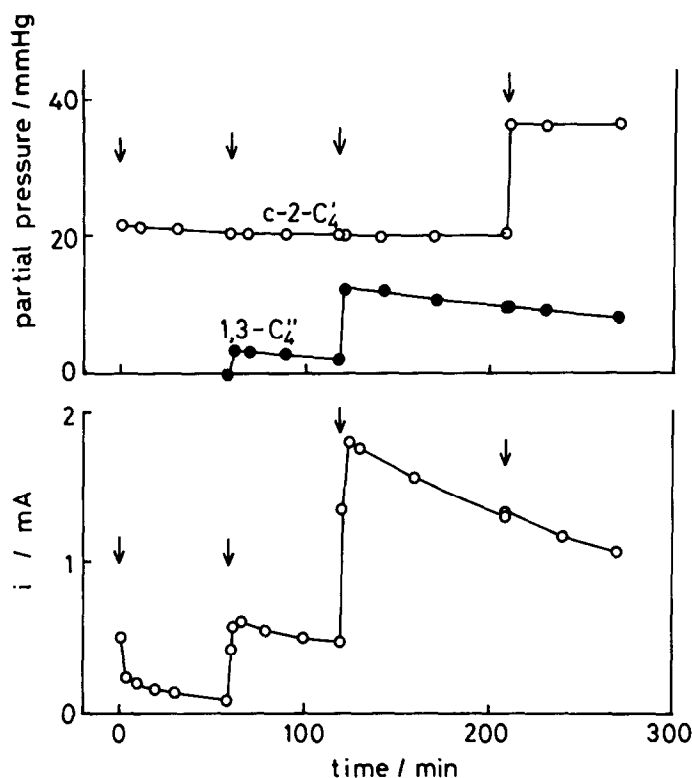 partial pressure / mmHg
40
20
0
c-2-C₄'
1,3-C₄''
i / mA
2
1
0
0
100
200
300
time / min